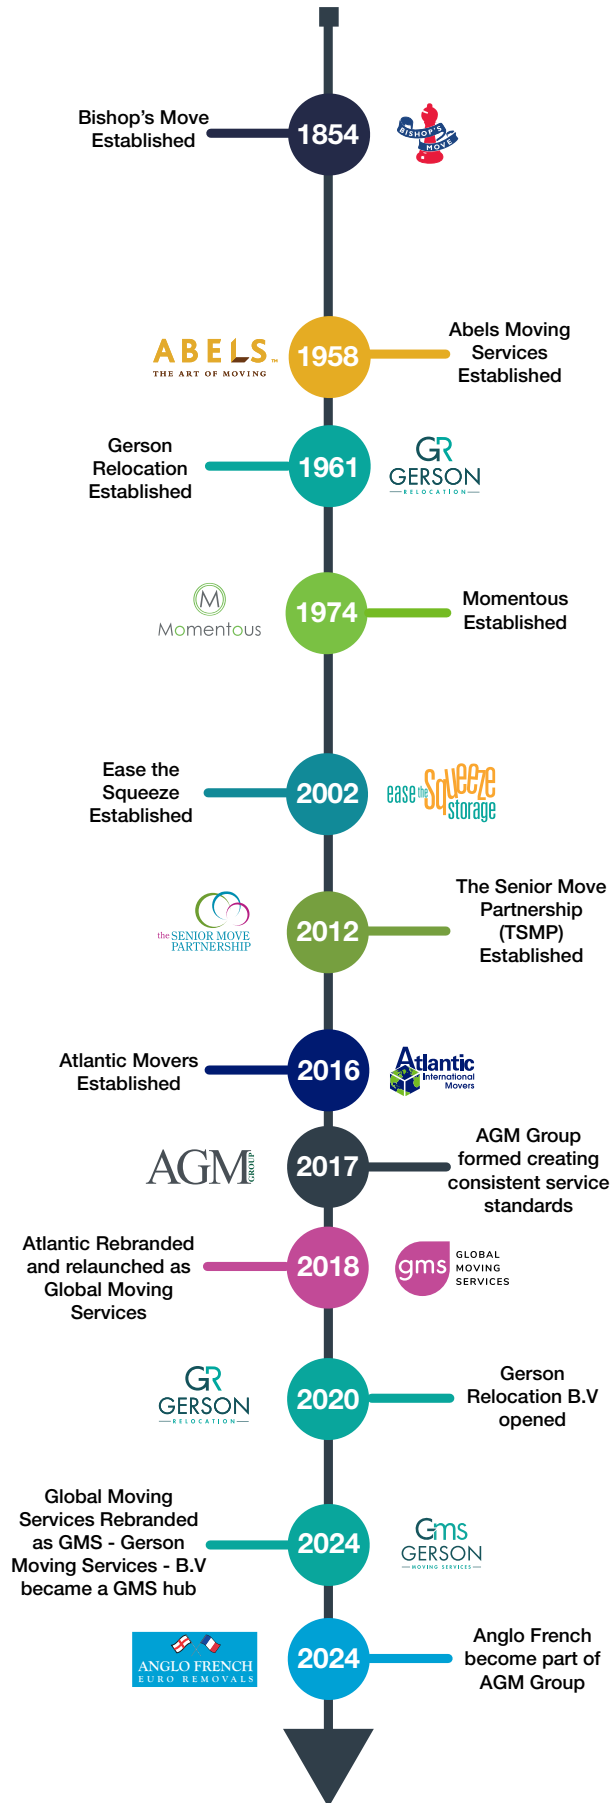 Bishop's Move
Established
1854
BISHOP'S
MOVE
ABELS™
THE ART OF MOVING
1958
Abels Moving
Services
Established
Gerson
Relocation
Established
1961
GR
GERSON
RELOCATION
M
Momentous
1974
Momentous
Established
Ease the
Squeeze
Established
2002
ease the Squeeze
storage
the SENIOR MOVE
PARTNERSHIP
2012
The Senior Move
Partnership
(TSMP)
Established
Atlantic Movers
Established
2016
Atlantic
International
Movers
AGM GROUP
2017
AGM Group
formed creating
consistent service
standards
Atlantic Rebranded
and relaunched as
Global Moving
Services
2018
gms
GLOBAL
MOVING
SERVICES
GR
GERSON
RELOCATION
2020
Gerson
Relocation B.V
opened
Global Moving
Services Rebranded
as GMS - Gerson
Moving Services - B.V
became a GMS hub
2024
Gms
GERSON
MOVING SERVICES
ANGLO FRENCH
EURO REMOVALS
2024
Anglo French
become part of
AGM Group